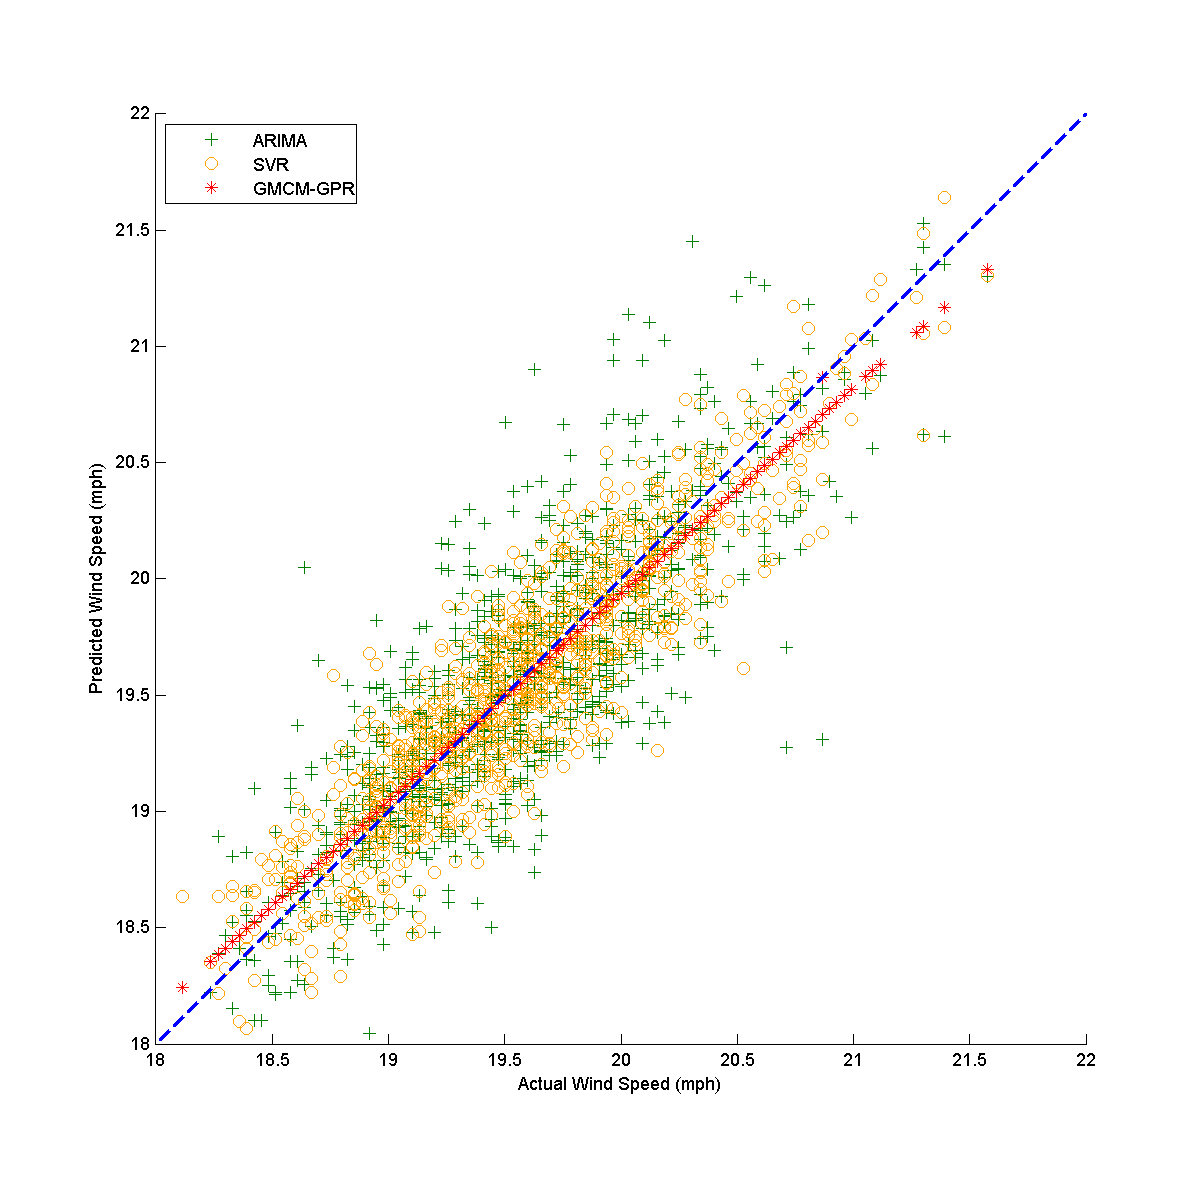 22
21.5
21
20.5
20
19.5
19
18.5
18
ARIMA
SVR
GMCM-GPR
Predicted Wind Speed (mph)
18 18.5 19 19.5 20 20.5 21 21.5 22
Actual Wind Speed (mph)